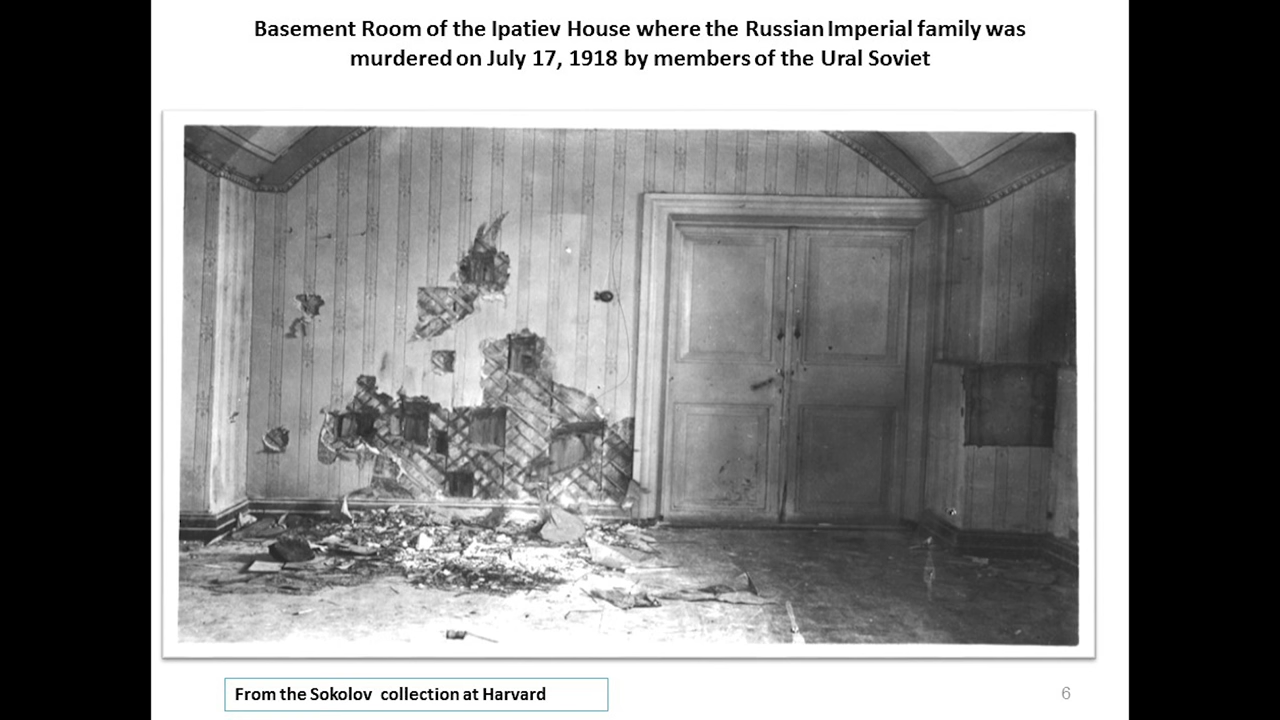 Basement Room of the Ipatiev House where the Russian Imperial family was
murdered on July 17, 1918 by members of the Ural Soviet
From the Sokolov collection at Harvard
6